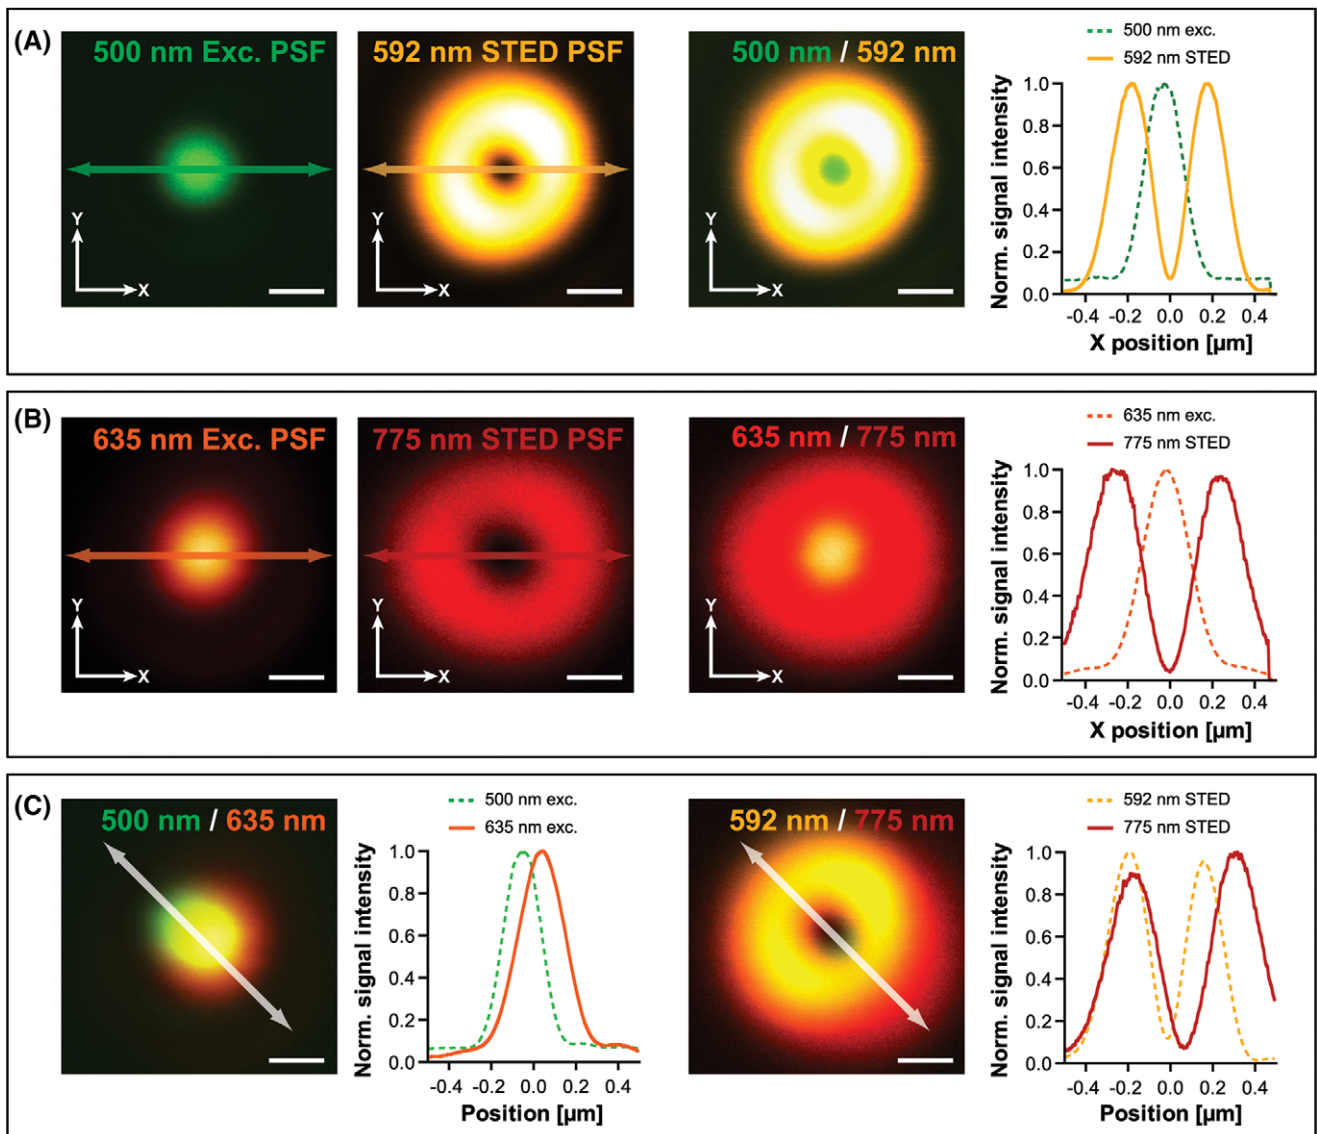 (A)
500 nm Exc. PSF
592 nm STED PSF
500 nm / 592 nm
500 nm exc.
592 nm STED
Y
X
Y
X
Y
X
Norm. signal intensity
1.0
0.8
0.6
0.4
0.2
0.0
-0.4 -0.2 0.0 0.2 0.4
X position [µm]
(B)
635 nm Exc. PSF
775 nm STED PSF
635 nm / 775 nm
635 nm exc.
775 nm STED
Y
X
Y
X
Y
X
Norm. signal intensity
1.0
0.8
0.6
0.4
0.2
0.0
-0.4 -0.2 0.0 0.2 0.4
X position [µm]
(C)
500 nm / 635 nm
500 nm exc.
635 nm exc.
Norm. signal intensity
1.0
0.8
0.6
0.4
0.2
0.0
-0.4 -0.2 0.0 0.2 0.4
Position [µm]
592 nm / 775 nm
592 nm STED
775 nm STED
Norm. signal intensity
1.0
0.8
0.6
0.4
0.2
0.0
-0.4 -0.2 0.0 0.2 0.4
Position [µm]